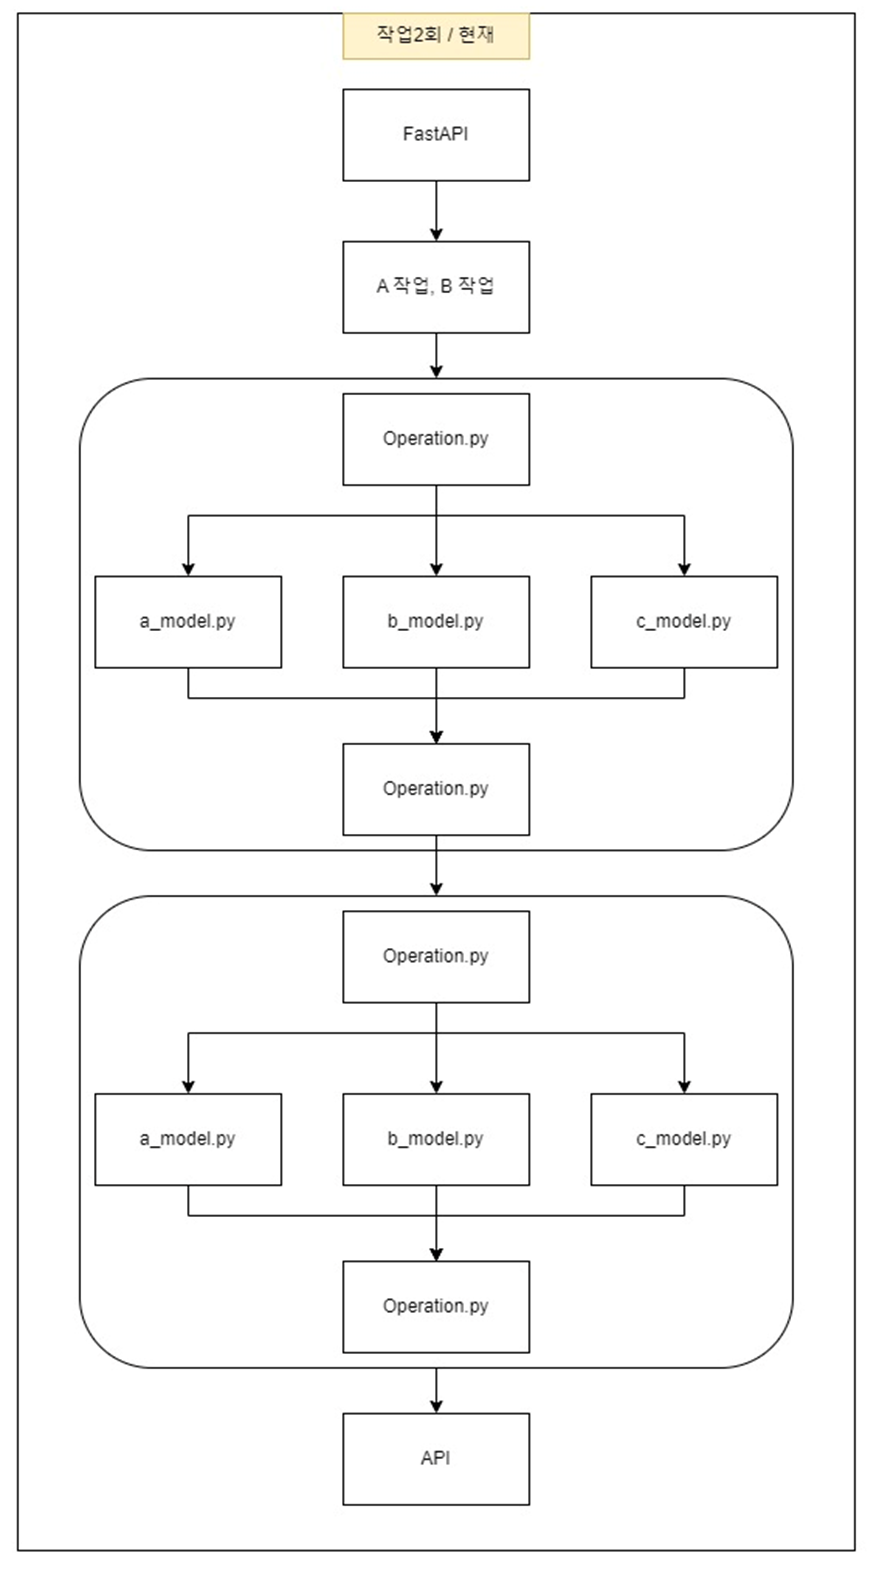 작업2회 / 현재
FastAPI
A 작업, B 작업
Operation.py
a_model.py
b_model.py
c_model.py
Operation.py
Operation.py
a_model.py
b_model.py
c_model.py
Operation.py
API